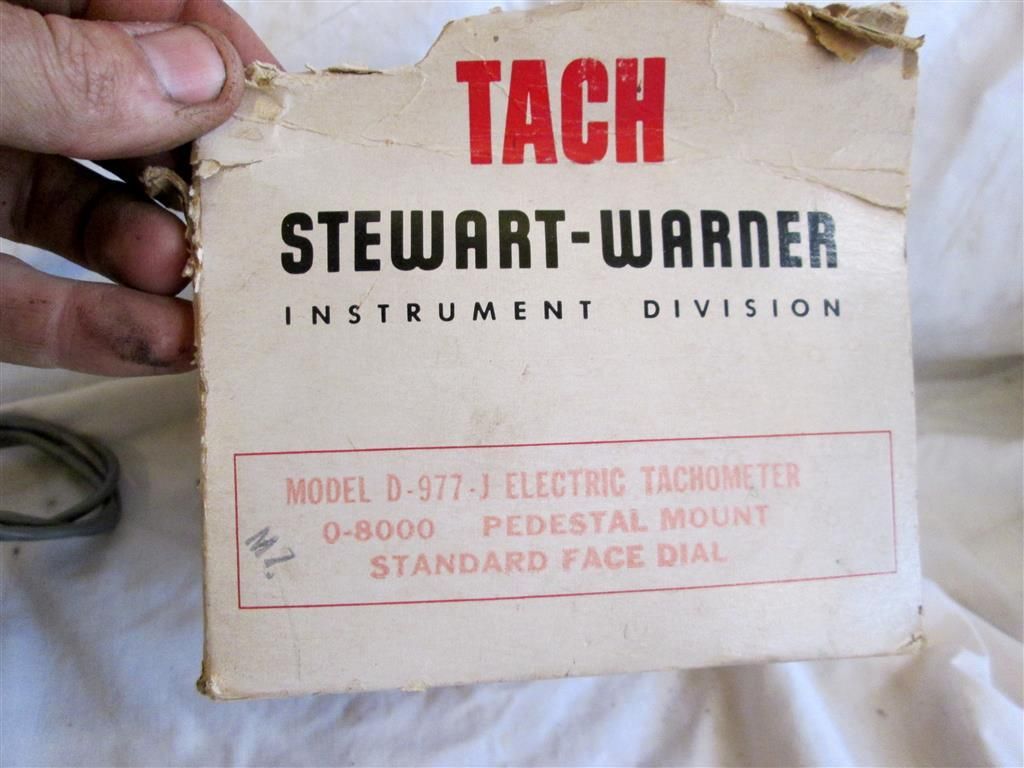 TACH
STEWART-WARNER
INSTRUMENT DIVISION
MODEL D-977-J ELECTRIC TACHOMETER
0-8000 PEDESTAL MOUNT
STANDARD FACE DIAL